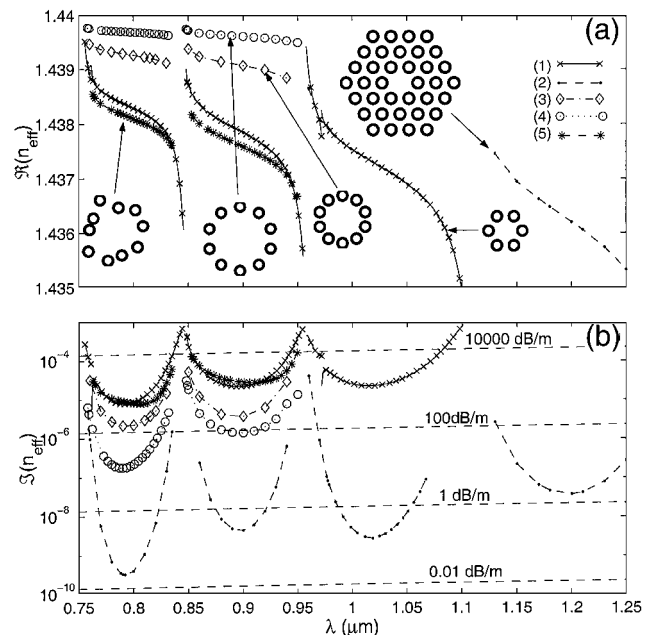 (a)
1.44
1.439
1.438
1.437
1.436
1.435
ℜ(n_eff)
(1)
(2)
(3)
(4)
(5)
(b)
10000 dB/m
100dB/m
1 dB/m
0.01 dB/m
10^-4
10^-6
10^-8
10^-10
ℑ(n_eff)
0.75 0.8 0.85 0.9 0.95 1 1.05 1.1 1.15 1.2 1.25
λ (μm)